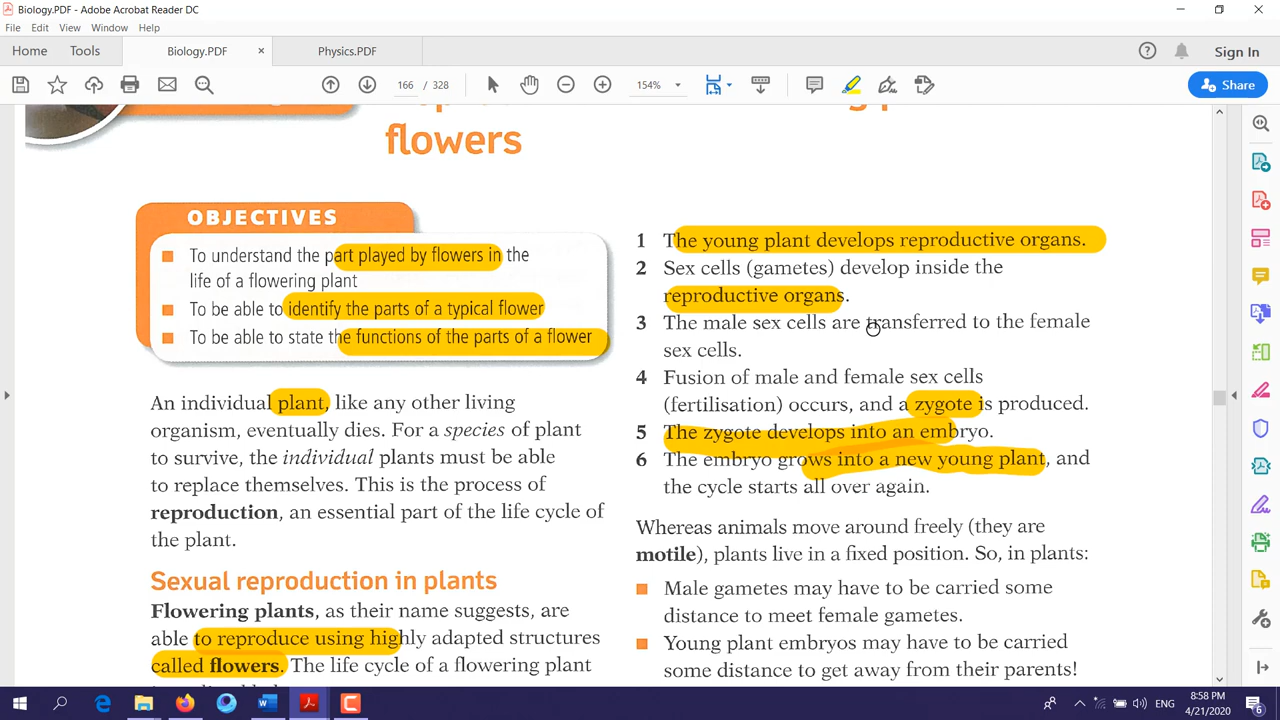 Biology.PDF - Adobe Acrobat Reader DC
File Edit View Window Help
Home Tools Biology.PDF × Physics.PDF Sign In
166 / 328 154% Share
flowers
OBJECTIVES
To understand the part played by flowers in the
life of a flowering plant
To be able to identify the parts of a typical flower
To be able to state the functions of the parts of a flower
An individual plant, like any other living
organism, eventually dies. For a species of plant
to survive, the individual plants must be able
to replace themselves. This is the process of
reproduction, an essential part of the life cycle of
the plant.
Sexual reproduction in plants
Flowering plants, as their name suggests, are
able to reproduce using highly adapted structures
called flowers. The life cycle of a flowering plant
1 The young plant develops reproductive organs.
2 Sex cells (gametes) develop inside the
reproductive organs.
3 The male sex cells are transferred to the female
sex cells.
4 Fusion of male and female sex cells
(fertilisation) occurs, and a zygote is produced.
5 The zygote develops into an embryo.
6 The embryo grows into a new young plant, and
the cycle starts all over again.
Whereas animals move around freely (they are
motile), plants live in a fixed position. So, in plants:
Male gametes may have to be carried some
distance to meet female gametes.
Young plant embryos may have to be carried
some distance to get away from their parents!
ENG
8:58 PM
4/21/2020
6